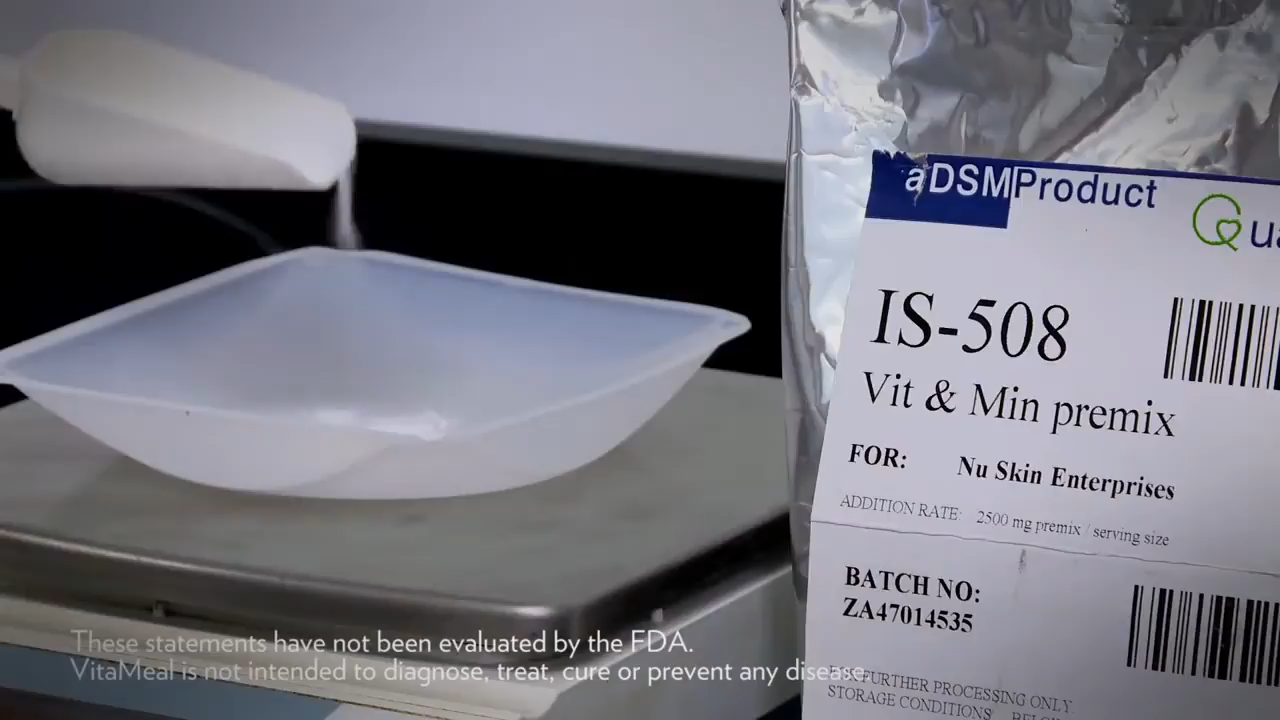 aDSMProduct
IS-508
Vit & Min premix
FOR: Nu Skin Enterprises
ADDITION RATE: 2500 mg premix / serving size
BATCH NO:
ZA47014535
FURTHER PROCESSING ONLY.
STORAGE CONDITIONS
These statements have not been evaluated by the FDA.
VitaMeal is not intended to diagnose, treat, cure or prevent any disease.